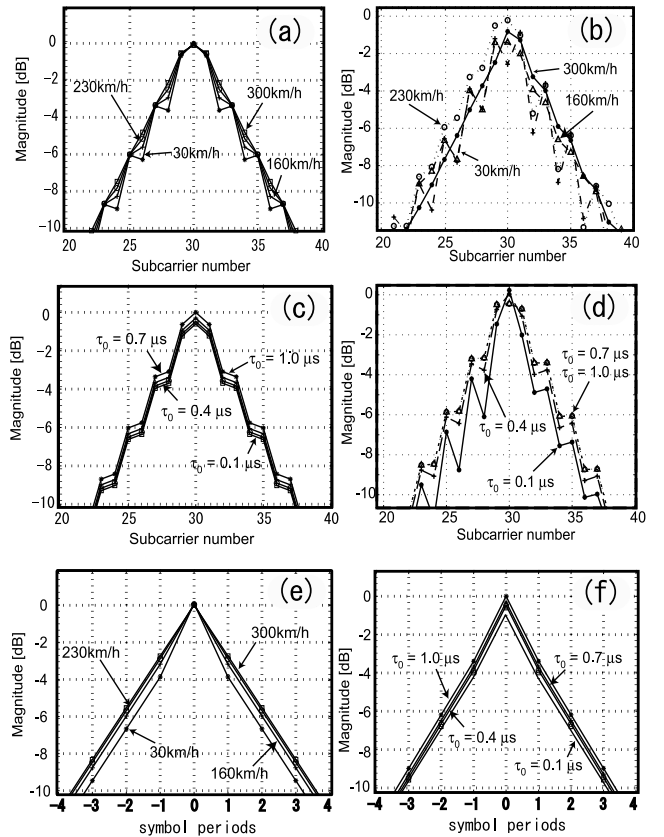 (a)
0
-2
-4
-6
-8
-10
Magnitude [dB]
230km/h
300km/h
30km/h
160km/h
20
25
30
35
40
Subcarrier number
(b)
0
-2
-4
-6
-8
-10
Magnitude [dB]
230km/h
300km/h
160km/h
30km/h
20
25
30
35
40
Subcarrier number
(c)
0
-2
-4
-6
-8
-10
Magnitude [dB]
τ0 = 0.7 μs
τ0 = 1.0 μs
τ0 = 0.4 μs
τ0 = 0.1 μs
20
25
30
35
40
Subcarrier number
(d)
0
-2
-4
-6
-8
-10
Magnitude [dB]
τ0 = 0.7 μs
τ0 = 1.0 μs
τ0 = 0.4 μs
τ0 = 0.1 μs
20
25
30
35
40
Subcarrier number
(e)
0
-2
-4
-6
-8
-10
Magnitude [dB]
230km/h
300km/h
30km/h
160km/h
-4 -3 -2 -1 0 1 2 3 4
symbol periods
(f)
0
-2
-4
-6
-8
-10
Magnitude [dB]
τ0 = 1.0 μs
τ0 = 0.7 μs
τ0 = 0.4 μs
τ0 = 0.1 μs
-4 -3 -2 -1 0 1 2 3 4
symbol periods